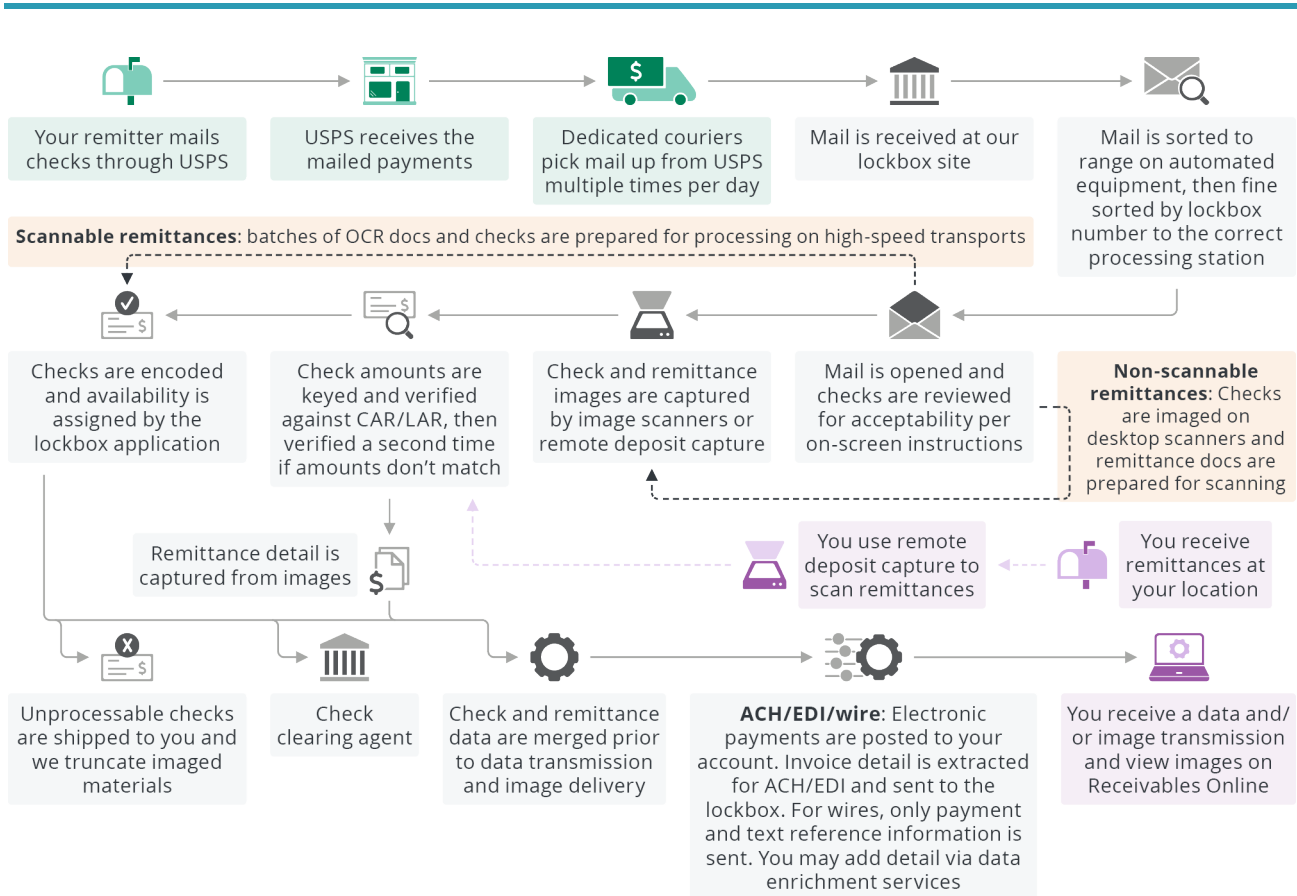 $
Your remitter mails
checks through USPS
USPS receives the
mailed payments
Dedicated couriers
pick mail up from USPS
multiple times per day
Mail is received at our
lockbox site
Mail is sorted to
range on automated
equipment, then fine
sorted by lockbox
number to the correct
processing station
Scannable remittances: batches of OCR docs and checks are prepared for processing on high-speed transports
$
$
Checks are encoded
and availability is
assigned by the
lockbox application
Check amounts are
keyed and verified
against CAR/LAR, then
verified a second time
if amounts don’t match
Check and remittance
images are captured
by image scanners or
remote deposit capture
Mail is opened and
checks are reviewed
for acceptability per
on-screen instructions
Non-scannable
remittances: Checks
are imaged on
desktop scanners and
remittance docs are
prepared for scanning
Remittance detail is
captured from images
$
You use remote
deposit capture to
scan remittances
You receive
remittances at
your location
X
$
Unprocessable checks
are shipped to you and
we truncate imaged
materials
Check
clearing agent
Check and remittance
data are merged prior
to data transmission
and image delivery
ACH/EDI/wire: Electronic
payments are posted to your
account. Invoice detail is extracted
for ACH/EDI and sent to the
lockbox. For wires, only payment
and text reference information is
sent. You may add detail via data
enrichment services
You receive a data and/
or image transmission
and view images on
Receivables Online